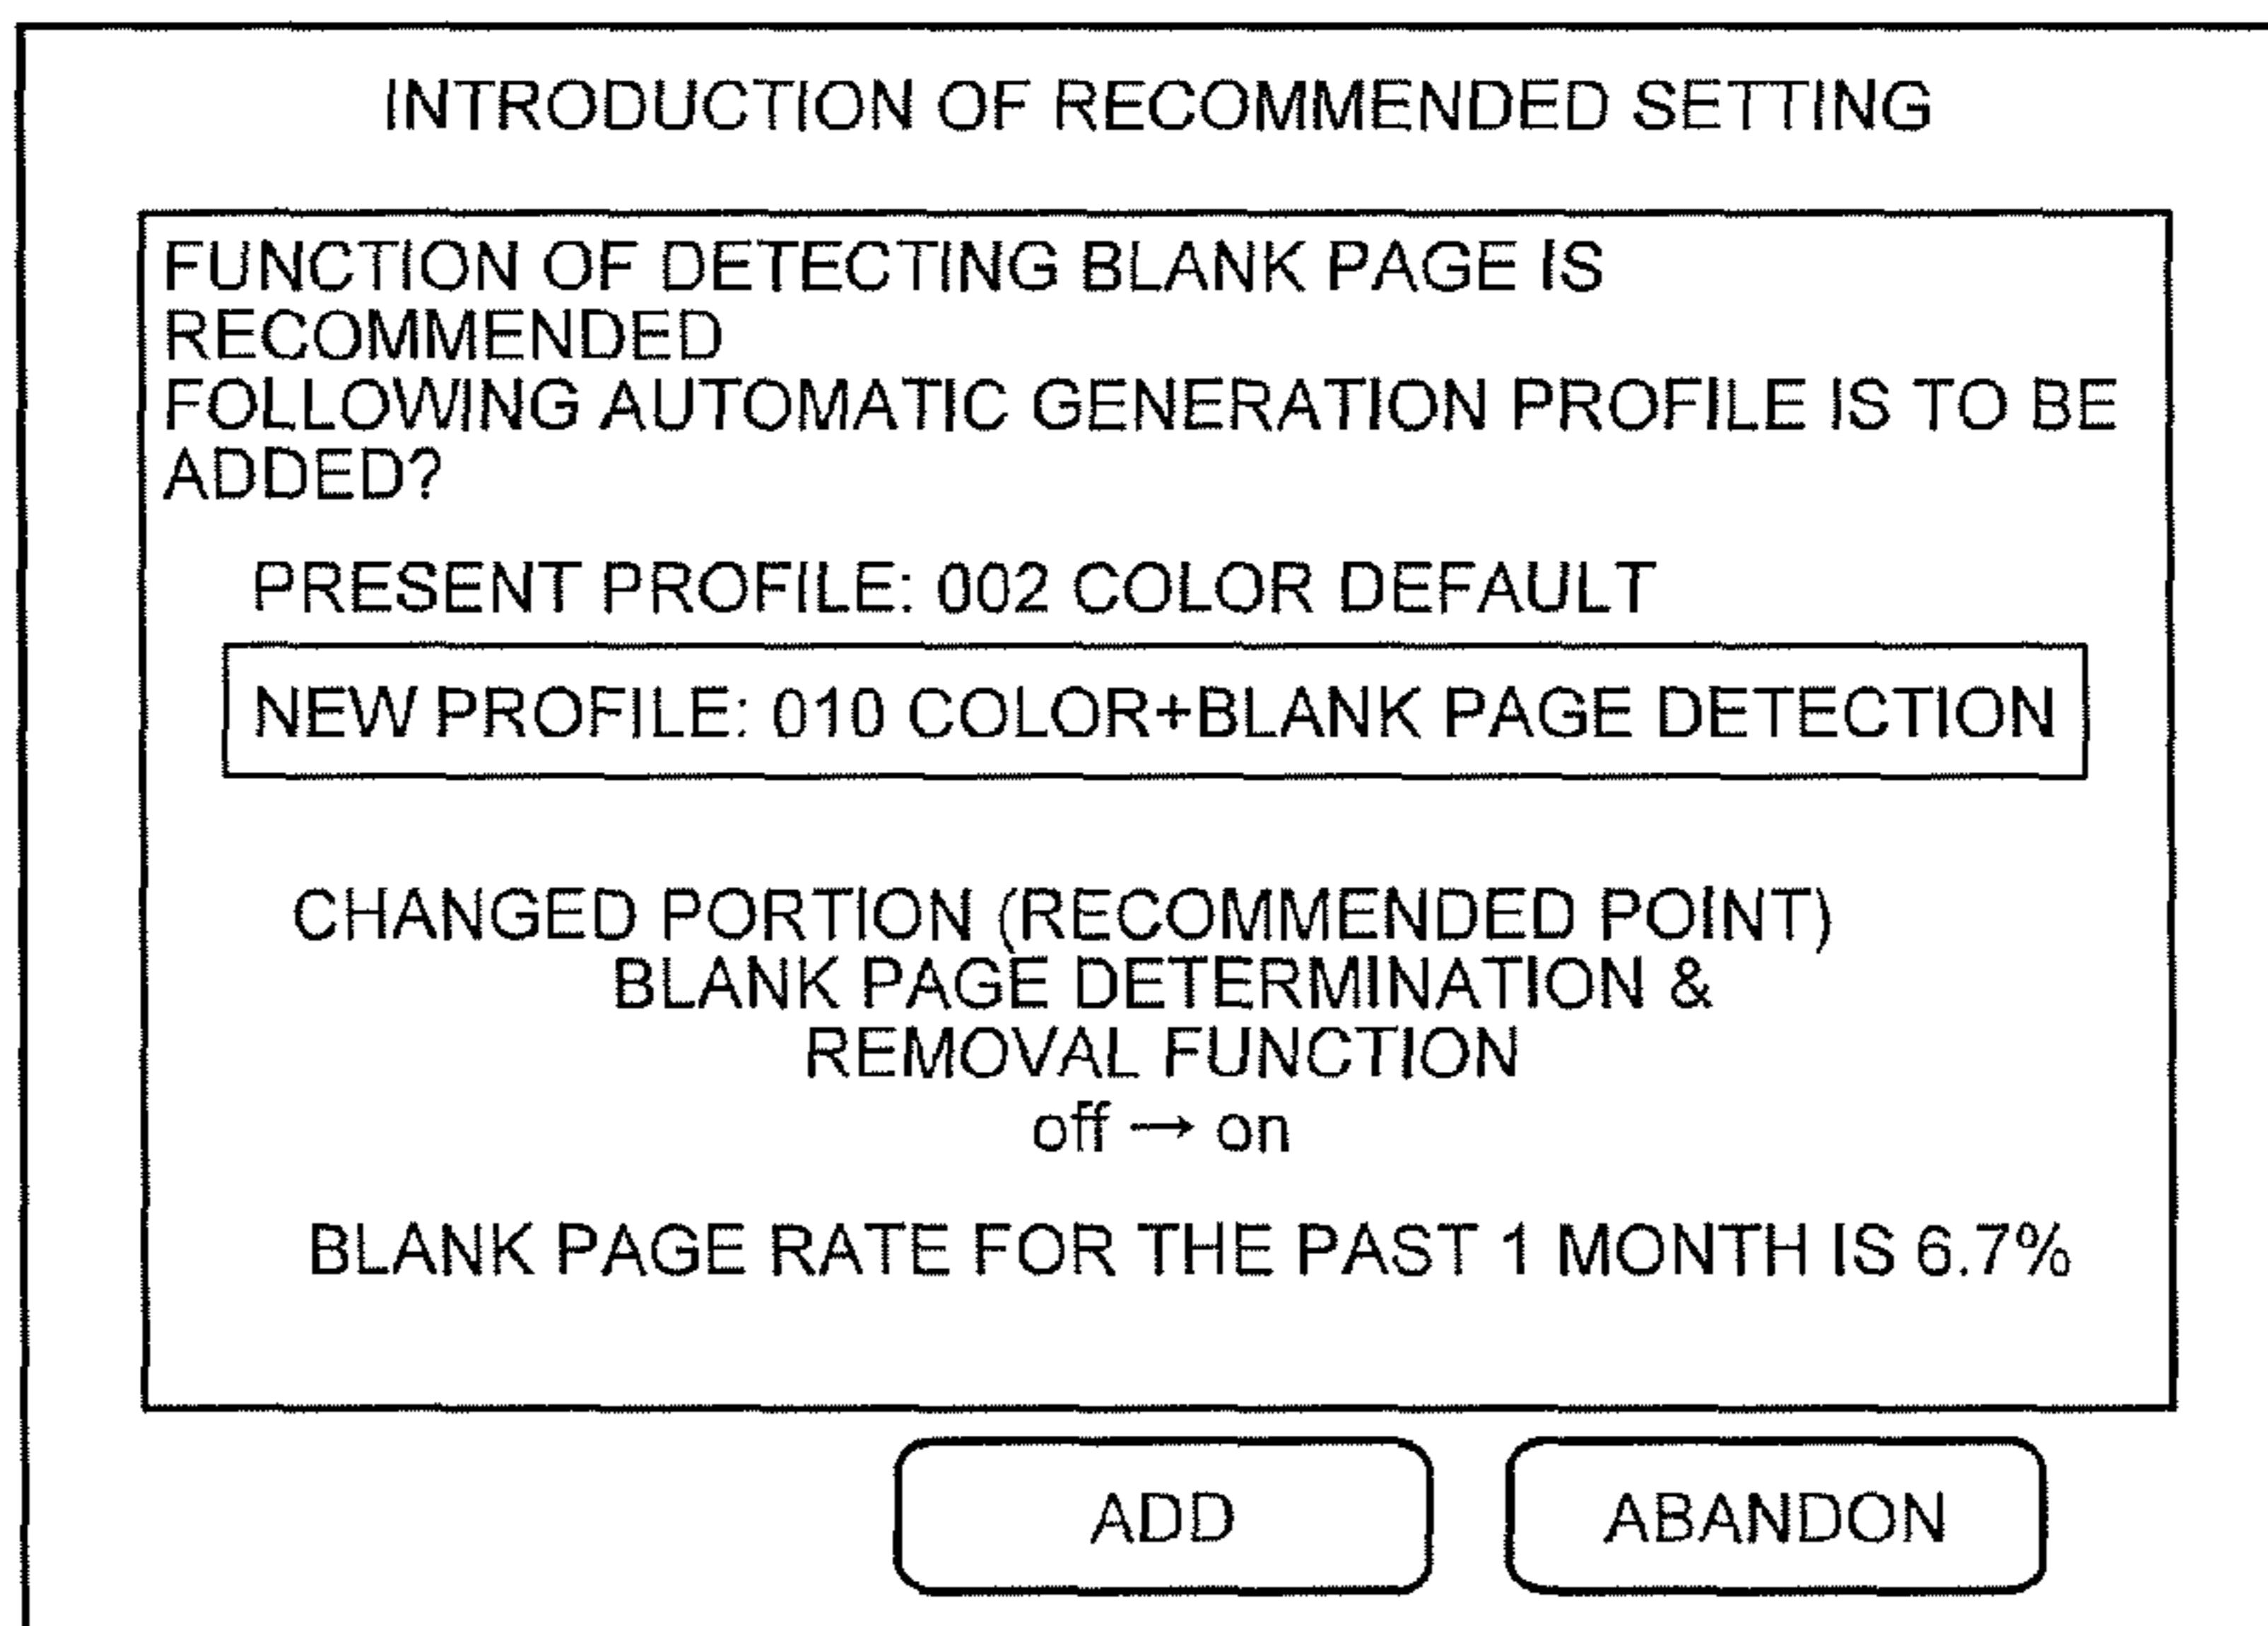 INTRODUCTION OF RECOMMENDED SETTING
FUNCTION OF DETECTING BLANK PAGE IS
RECOMMENDED
FOLLOWING AUTOMATIC GENERATION PROFILE IS TO BE
ADDED?
PRESENT PROFILE: 002 COLOR DEFAULT
NEW PROFILE: 010 COLOR+BLANK PAGE DETECTION
CHANGED PORTION (RECOMMENDED POINT)
BLANK PAGE DETERMINATION &
REMOVAL FUNCTION
off → on
BLANK PAGE RATE FOR THE PAST 1 MONTH IS 6.7%
ADD
ABANDON